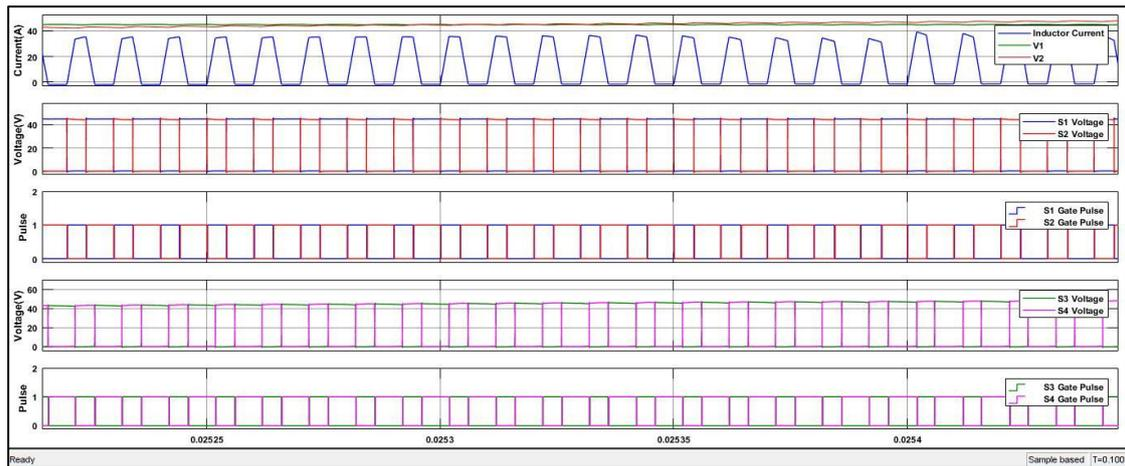 Current(A)
40
20
0
Inductor Current
V1
V2
Voltage(V)
40
20
0
S1 Voltage
S2 Voltage
Pulse
2
1
0
S1 Gate Pulse
S2 Gate Pulse
Voltage(V)
60
40
20
0
S3 Voltage
S4 Voltage
Pulse
2
1
0
S3 Gate Pulse
S4 Gate Pulse
0.02525
0.0253
0.02535
0.0254
Ready
Sample based
T=0.100